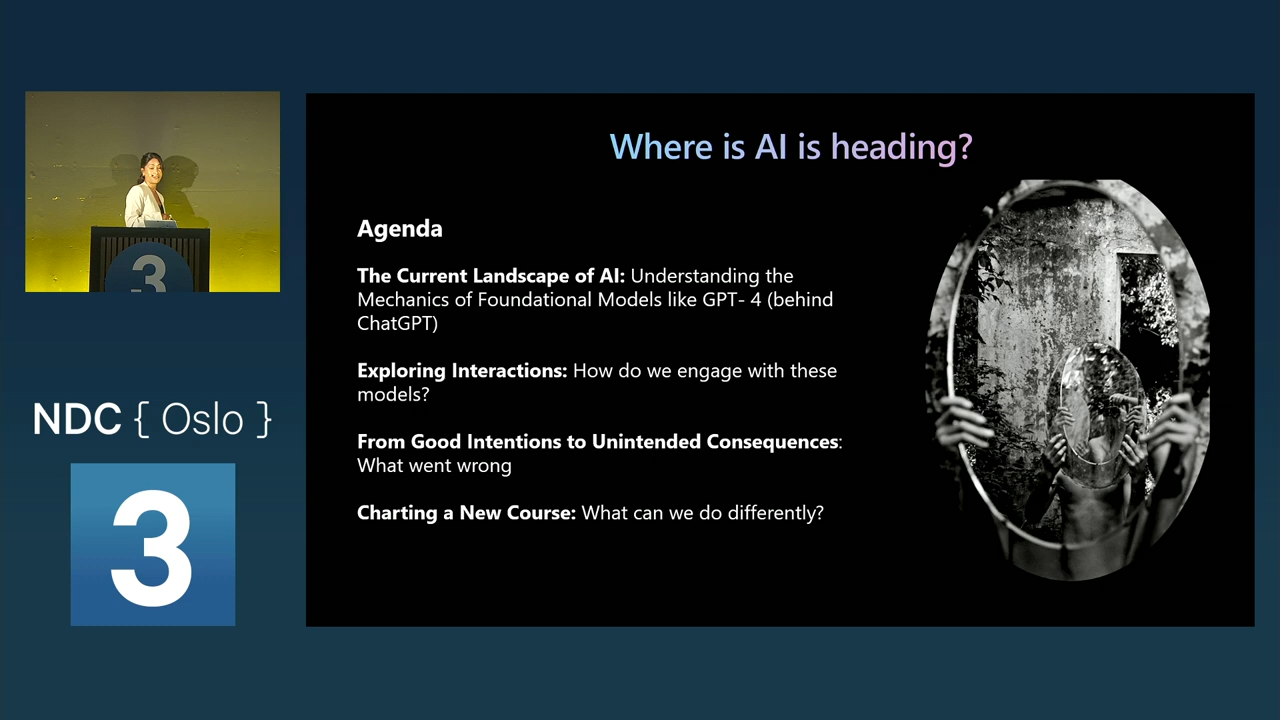 Where is AI is heading?
Agenda
The Current Landscape of AI: Understanding the
Mechanics of Foundational Models like GPT- 4 (behind
ChatGPT)
Exploring Interactions: How do we engage with these
models?
From Good Intentions to Unintended Consequences:
What went wrong
Charting a New Course: What can we do differently?
3
NDC { Oslo }
3